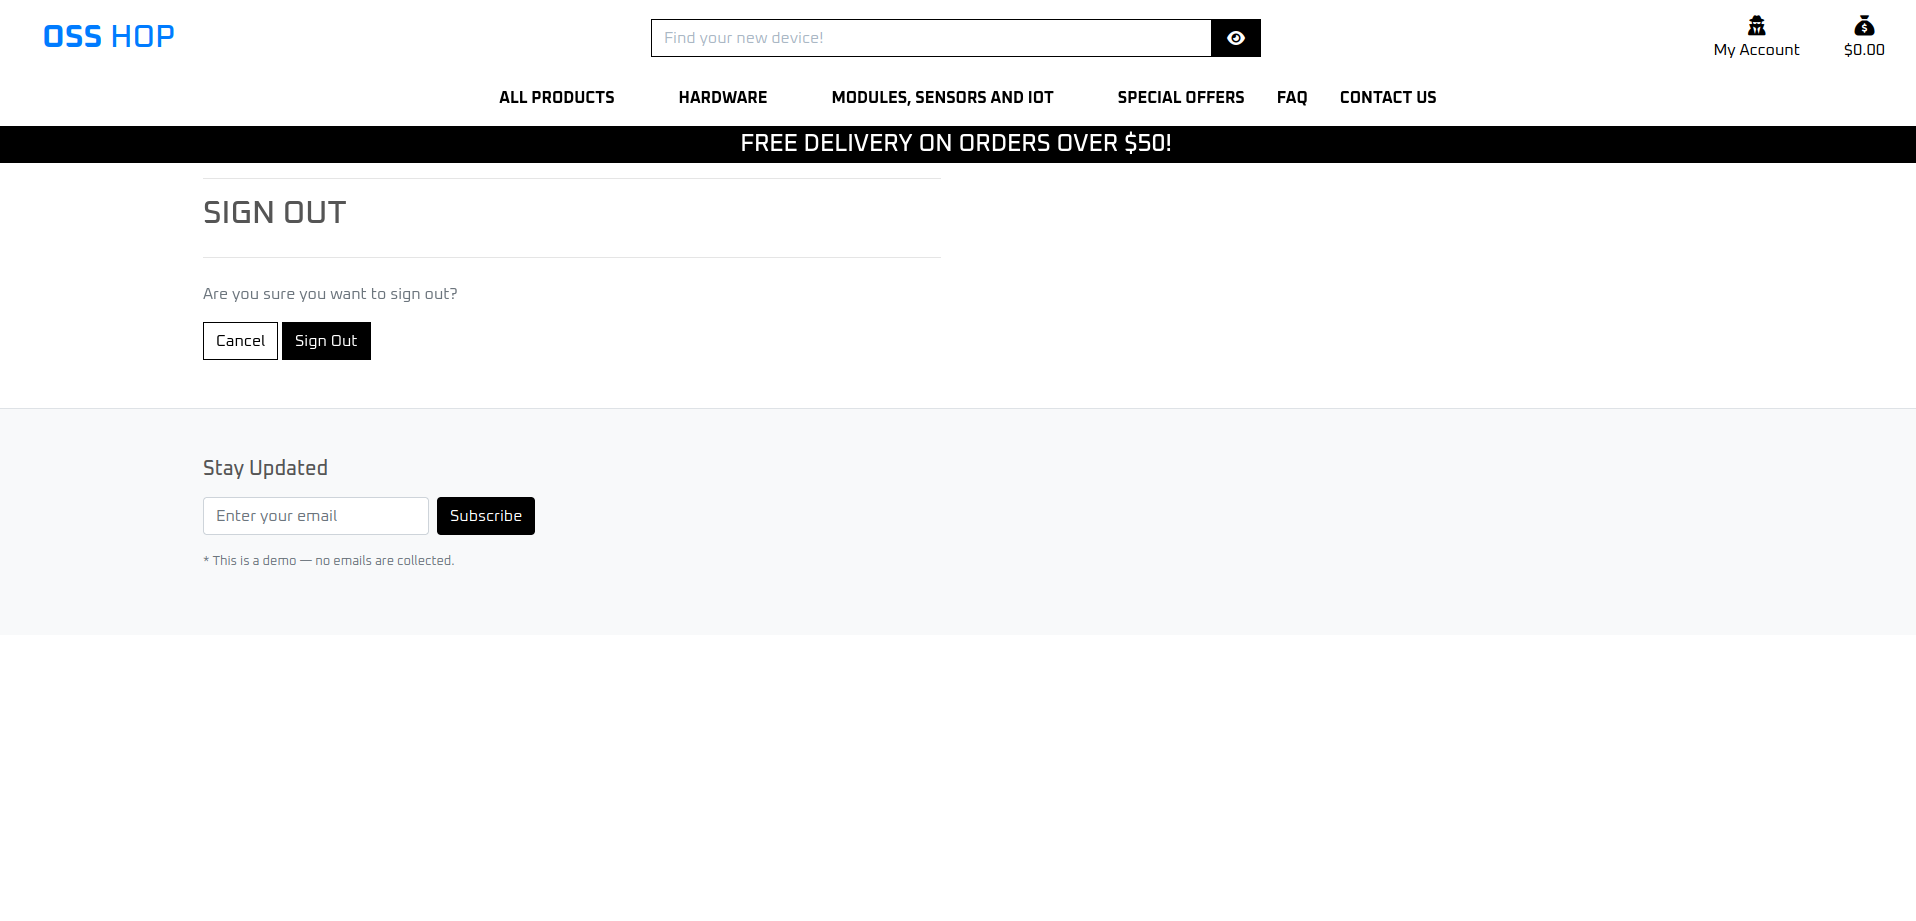 OSS HOP
Find your new device!
My Account
$0.00
ALL PRODUCTS HARDWARE MODULES, SENSORS AND IOT SPECIAL OFFERS FAQ CONTACT US
FREE DELIVERY ON ORDERS OVER $50!
SIGN OUT
Are you sure you want to sign out?
Cancel Sign Out
Stay Updated
Enter your email Subscribe
* This is a demo — no emails are collected.